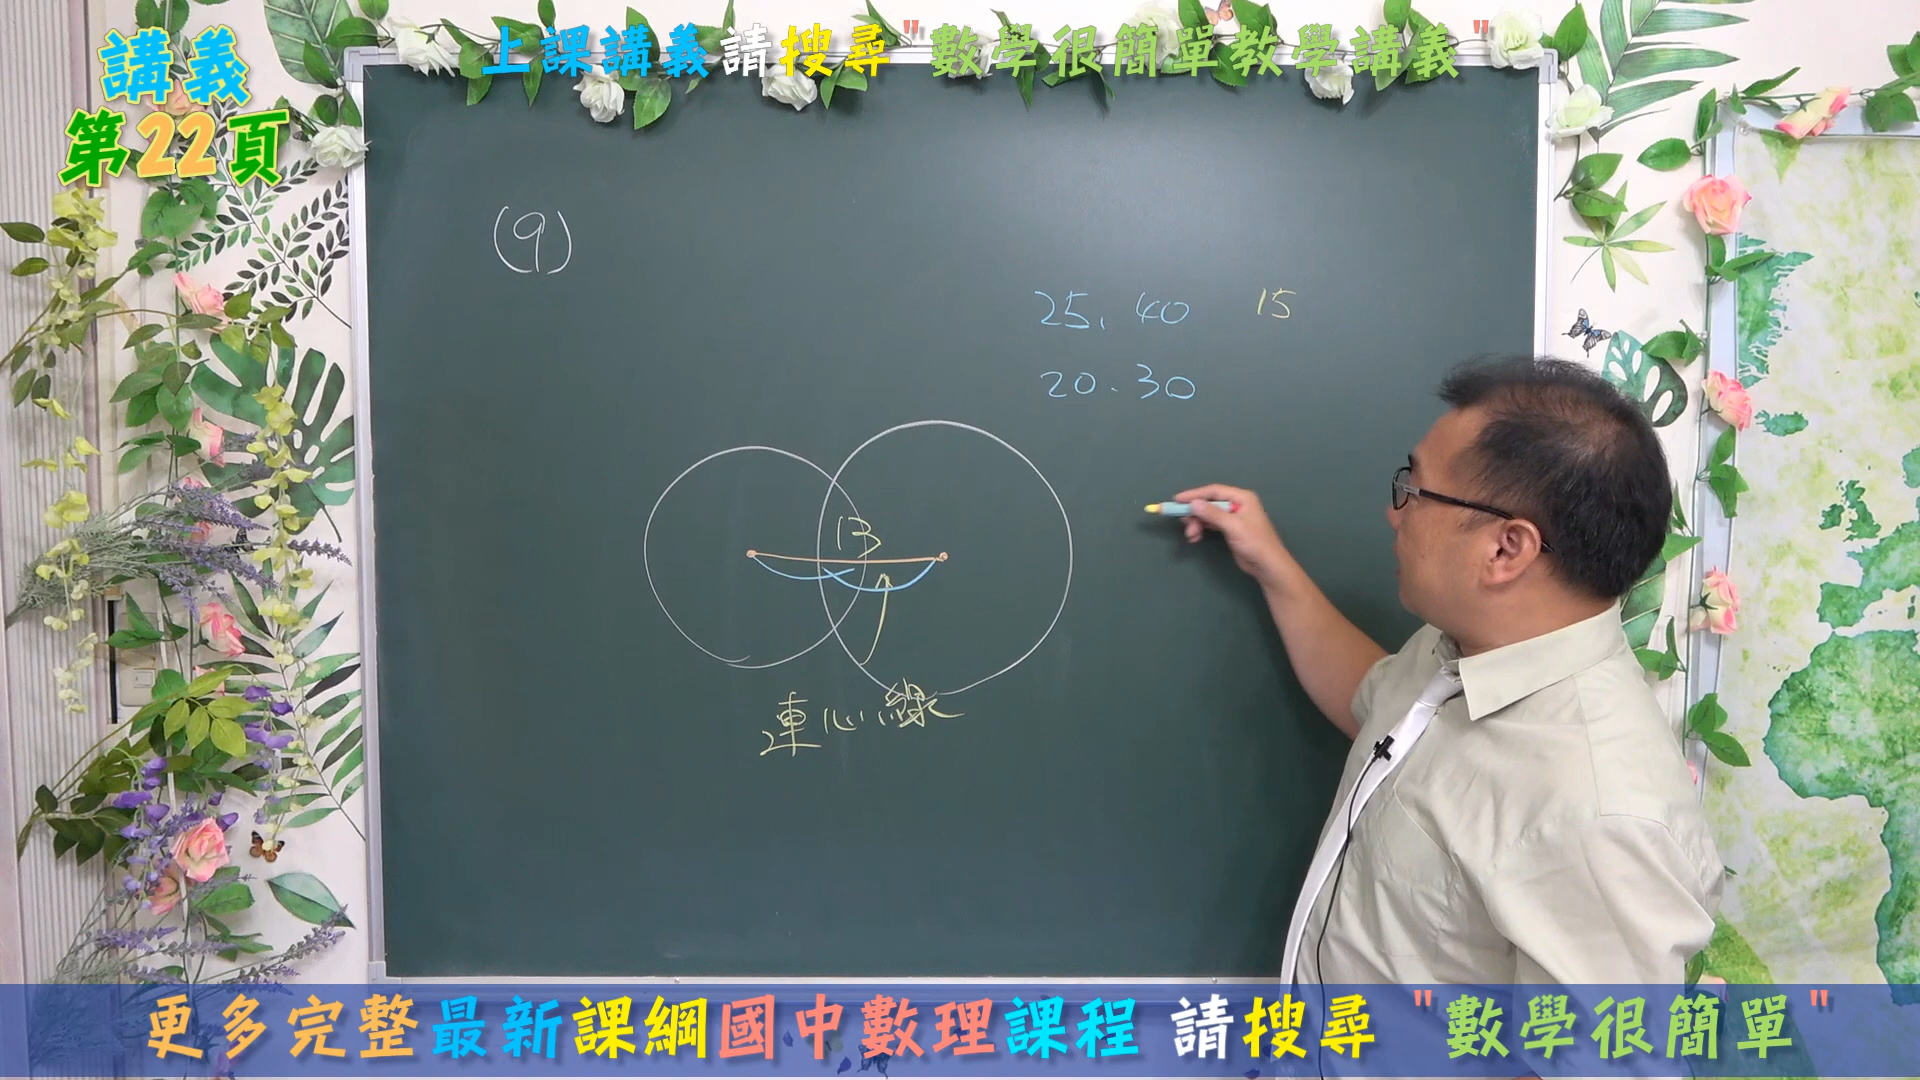 講義
第22頁
上課講義請搜尋"數學很簡單教學講義"
(9)
25、40 15
20、30
13
連心線
更多完整最新課綱國中數理課程 請搜尋 "數學很簡單"